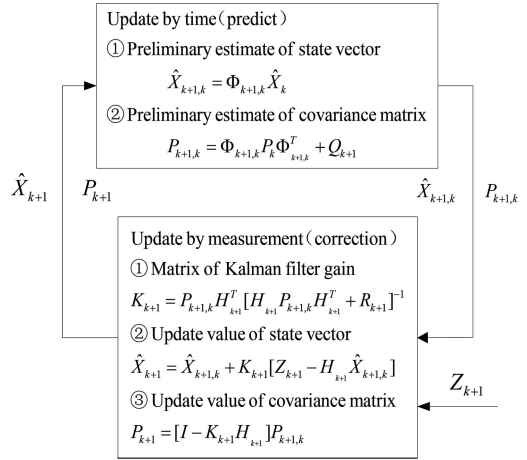 Update by time(predict)
①Preliminary estimate of state vector
X̂ₖ₊₁,ₖ = Φₖ₊₁,ₖ X̂ₖ
②Preliminary estimate of covariance matrix
Pₖ₊₁,ₖ = Φₖ₊₁,ₖ Pₖ Φᵀₖ₊₁,ₖ + Qₖ₊₁
X̂ₖ₊₁ Pₖ₊₁
X̂ₖ₊₁,ₖ Pₖ₊₁,ₖ
Update by measurement(correction)
①Matrix of Kalman filter gain
Kₖ₊₁ = Pₖ₊₁,ₖ Hᵀₖ₊₁ [Hₖ₊₁ Pₖ₊₁,ₖ Hᵀₖ₊₁ + Rₖ₊₁]⁻¹
②Update value of state vector
X̂ₖ₊₁ = X̂ₖ₊₁,ₖ + Kₖ₊₁[Zₖ₊₁ − Hₖ₊₁ X̂ₖ₊₁,ₖ]
Zₖ₊₁
③Update value of covariance matrix
Pₖ₊₁ = [I − Kₖ₊₁ Hₖ₊₁]Pₖ₊₁,ₖ